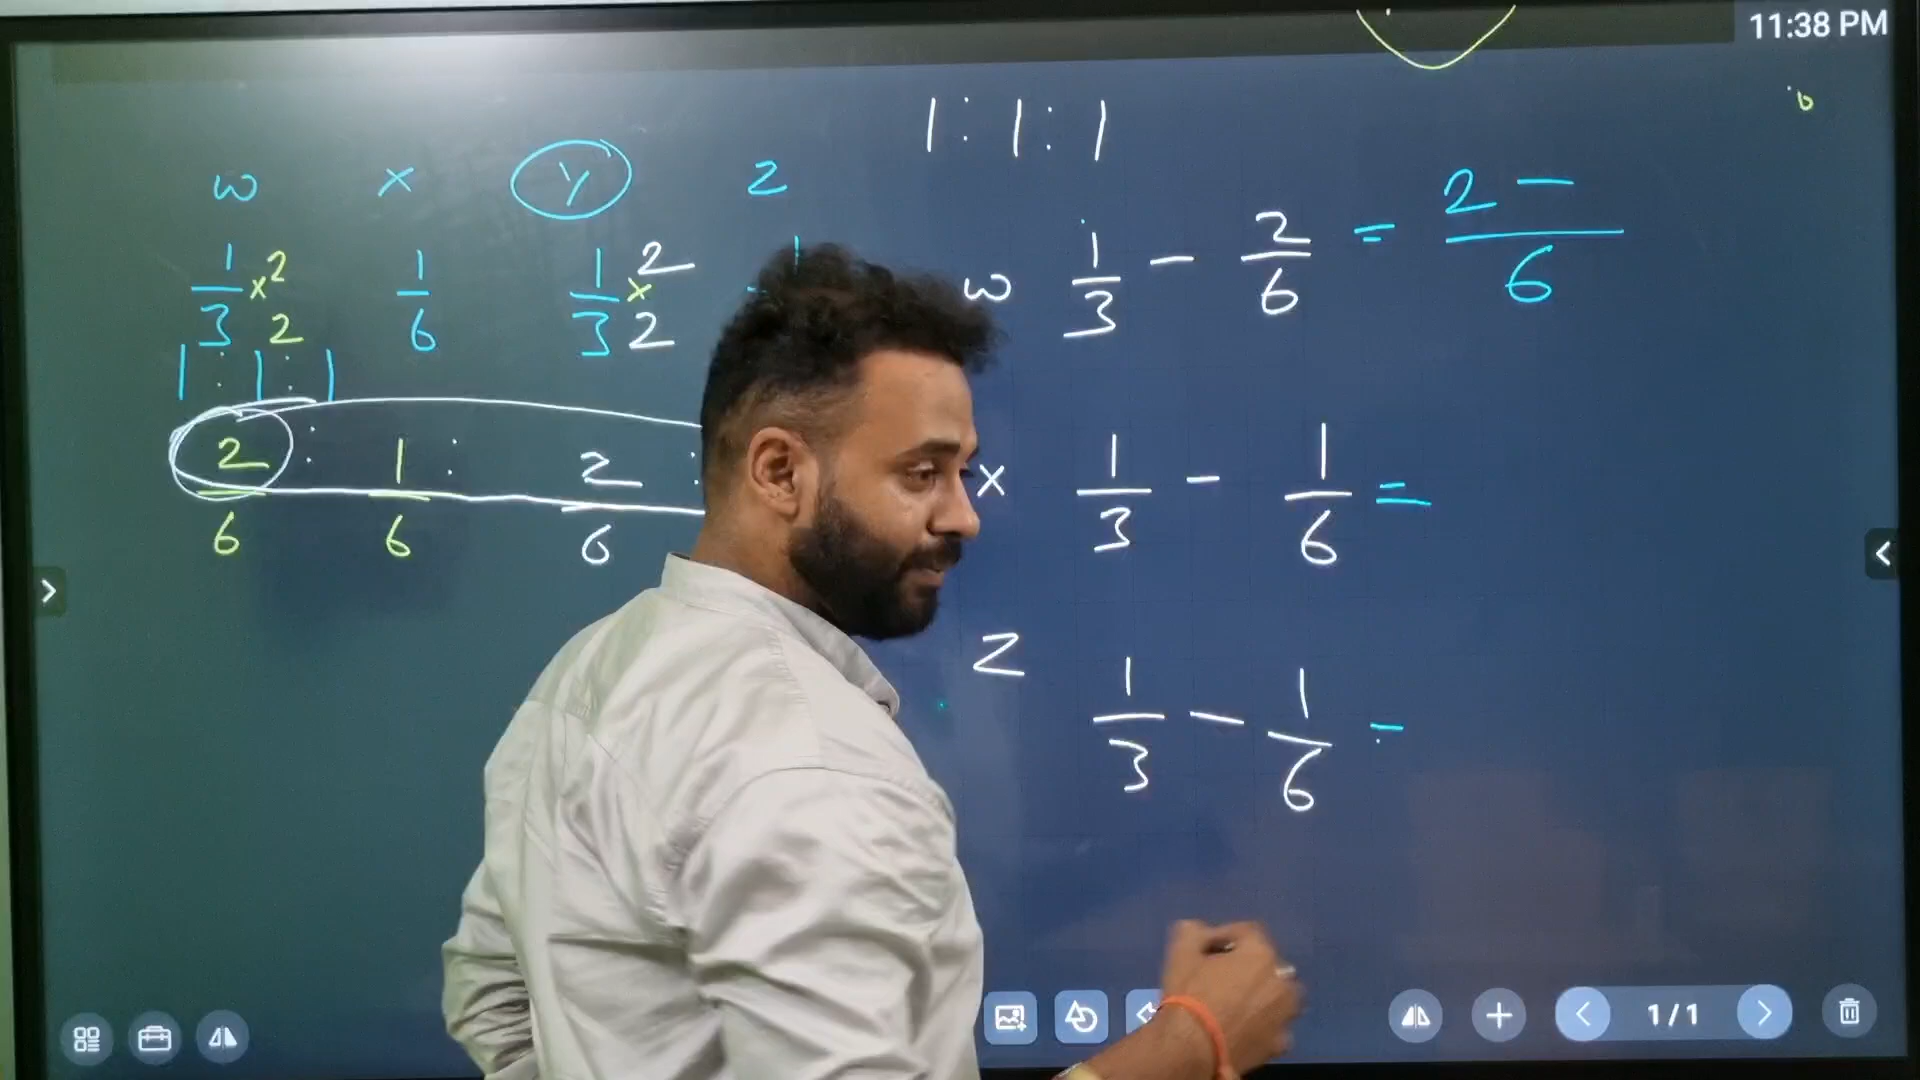 11:38 PM
1 : 1 : 1
w x y z
1/3 × 2/2 1/6 1/3 × 2/2
1 : 1 : 1
2/6 : 1/6 : 2/6 :
w 1/3 - 2/6 = 2 - /6
x 1/3 - 1/6 =
z 1/3 - 1/6 =
1/1